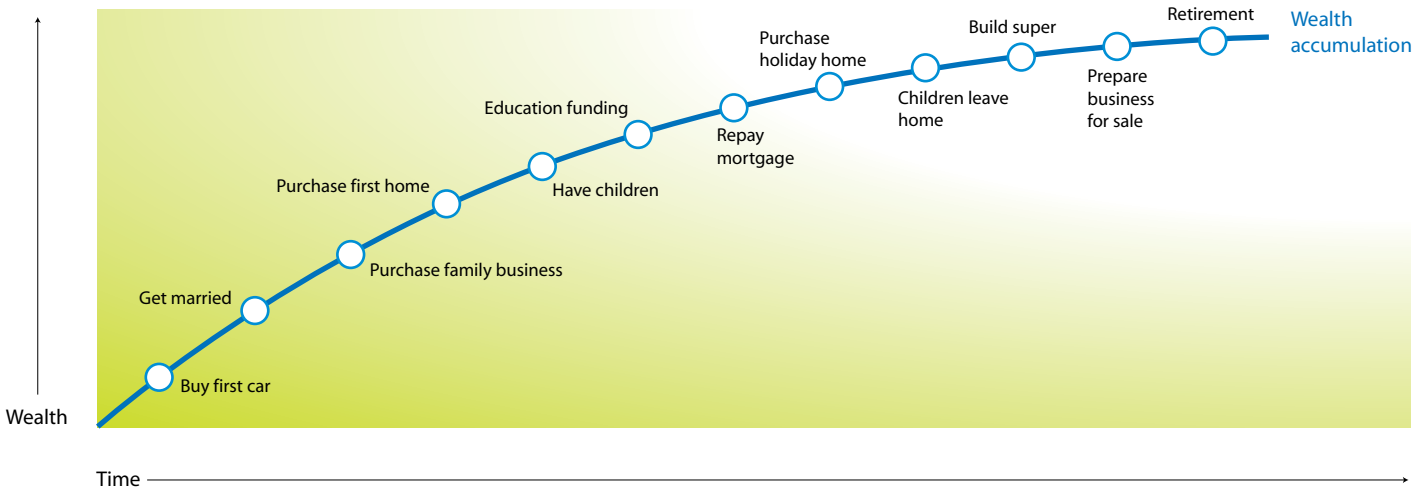 Retirement
Wealth
accumulation
Build super
Purchase
holiday home
Prepare
business
for sale
Children leave
home
Education funding
Repay
mortgage
Purchase first home
Have children
Purchase family business
Get married
Buy first car
Wealth
Time